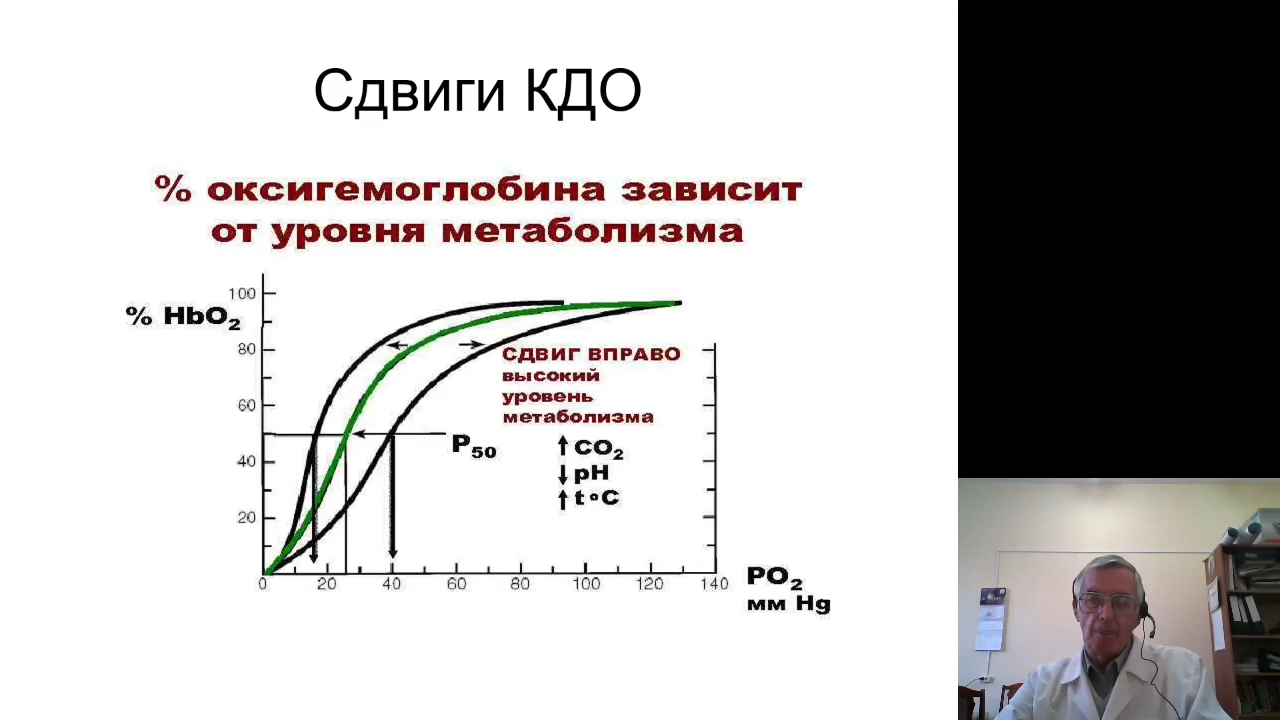 Сдвиги КДО
% оксигемоглобина зависит
от уровня метаболизма
% HbO₂
100
80
60
40
20
СДВИГ ВПРАВО
высокий
уровень
метаболизма
P₅₀
↑ CO₂
↓ pH
↑ t°C
0 20 40 60 80 100 120 140
PO₂
мм Hg